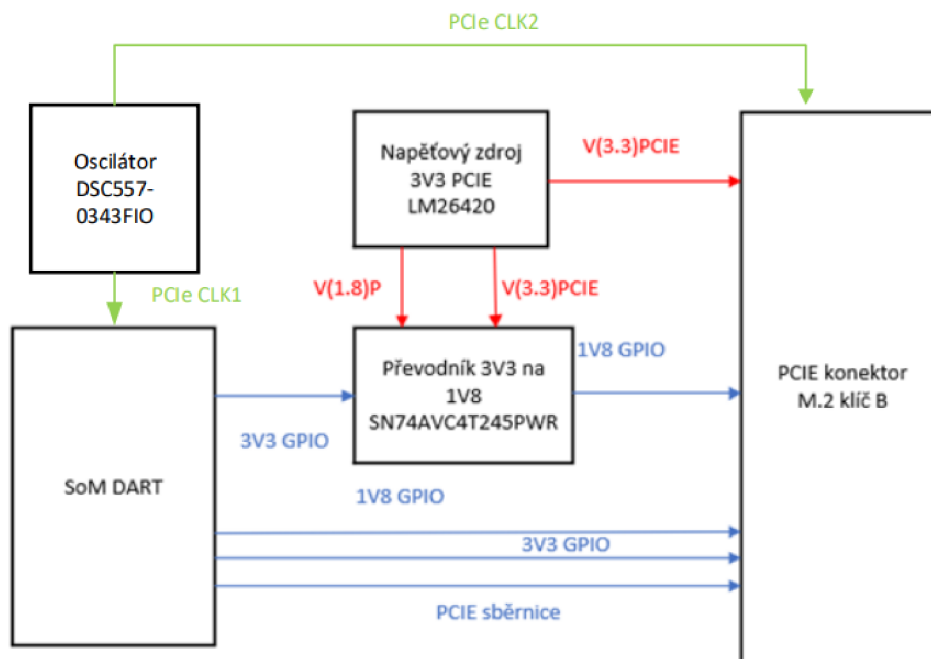 PCIe CLK2
Oscilátor
DSC557-
0343FIO
Napěťový zdroj
3V3 PCIE
LM26420
V(3.3)PCIE
PCIe CLK1
V(1.8)P
V(3.3)PCIE
Převodník 3V3 na
1V8
SN74AVC4T245PWR
1V8 GPIO
3V3 GPIO
PCIE konektor
M.2 klíč B
SoM DART
1V8 GPIO
3V3 GPIO
PCIE sběrnice